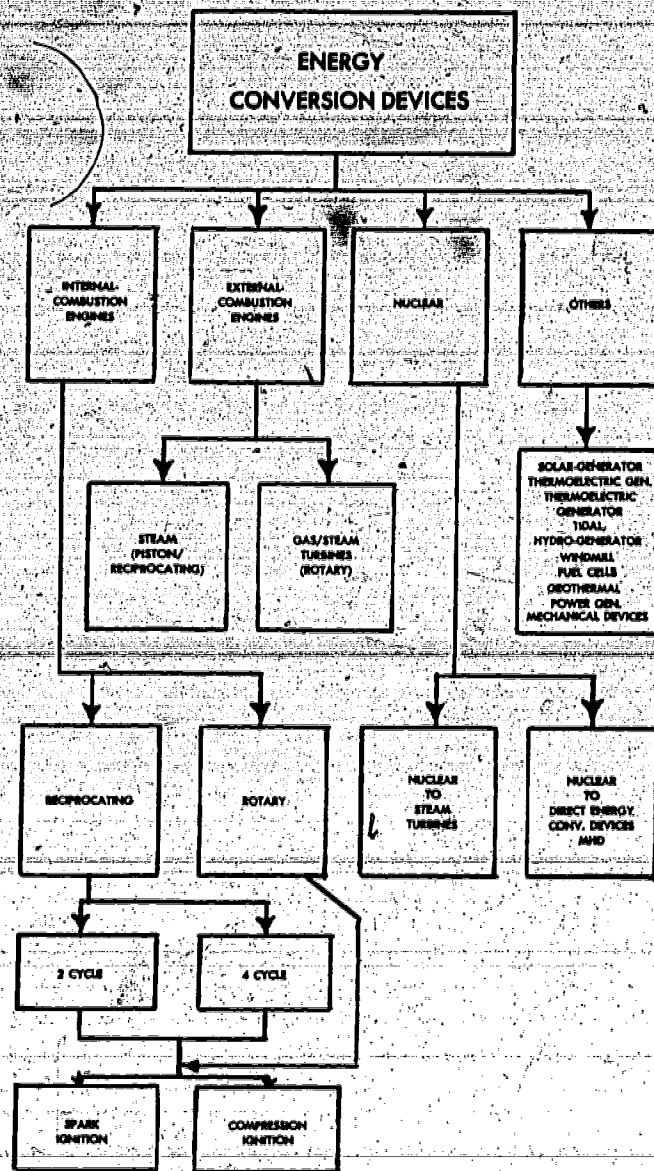 ENERGY
CONVERSION DEVICES
INTERNAL-
COMBUSTION
ENGINES
EXTERNAL-
COMBUSTION
ENGINES
NUCLEAR
OTHERS
STEAM
(PISTON/
RECIPROCATING)
GAS/STEAM
TURBINES
(ROTARY)
SOLAR-GENERATOR
THERMOELECTRIC GEN.
THERMOELECTRIC
GENERATOR
TIDAL,
HYDRO-GENERATOR
WINDMILL
FUEL CELLS
GEOTHERMAL
POWER GEN.
MECHANICAL DEVICES
RECIPROCATING
ROTARY
NUCLEAR
TO
STEAM
TURBINES
NUCLEAR
TO
DIRECT ENERGY
CONV. DEVICES
MHD
2 CYCLE
4 CYCLE
SPARK
IGNITION
COMPRESSION
IGNITION